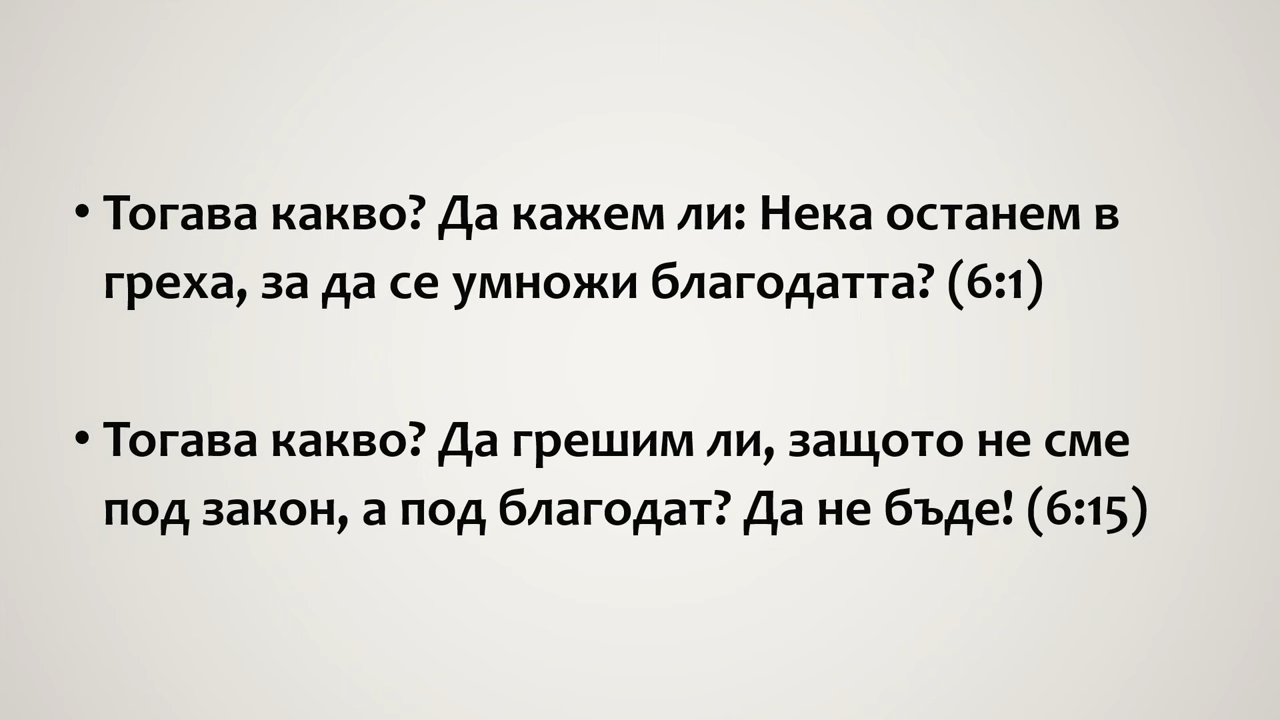 • Тогава какво? Да кажем ли: Нека останем в
греха, за да се умножи благодатта? (6:1)
• Тогава какво? Да грешим ли, защото не сме
под закон, а под благодат? Да не бъде! (6:15)